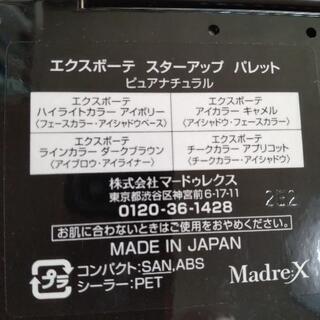 エクスボーテ スターアップ パレット
ピュアナチュラル
エクスボーテ
ハイライトカラー アイボリー
〈フェースカラー・アイシャドウベース〉
エクスボーテ
アイカラー キャメル
〈アイシャドウ・フェースカラー〉
エクスボーテ
ラインカラー ダークブラウン
〈アイブロウ・アイライナー〉
エクスボーテ
チークカラー アプリコット
〈チークカラー・アイシャドウ〉
株式会社マードゥレクス
東京都渋谷区神宮前6-17-11
0120-36-1428
お肌に合わないときはご使用をおやめください。
MADE IN JAPAN
プラ
コンパクト:SAN,ABS
シーラー:PET
Madre:X